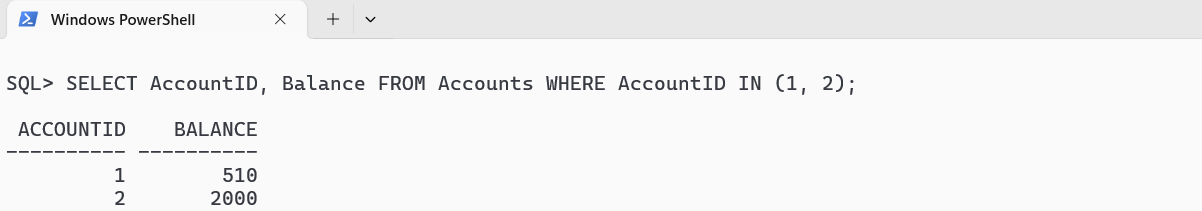 Windows PowerShell
SQL> SELECT AccountID, Balance FROM Accounts WHERE AccountID IN (1, 2);
 ACCOUNTID    BALANCE
---------- ----------
         1        510
         2       2000